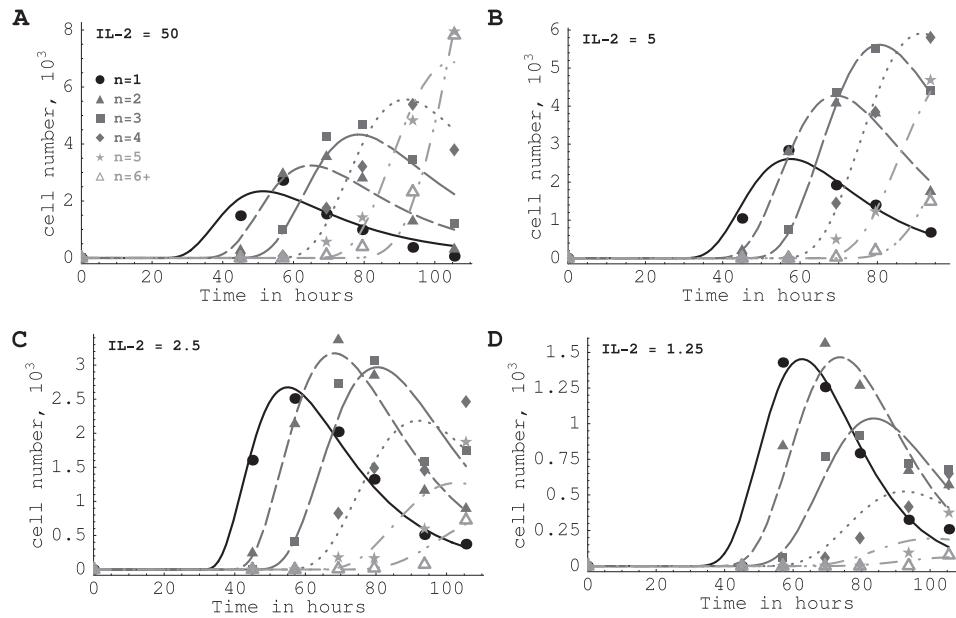 A
IL-2 = 50
cell number, 10³
8
6
4
2
0
n=1
n=2
n=3
n=4
n=5
n=6+
0 20 40 60 80 100
Time in hours
B
IL-2 = 5
cell number, 10³
6
5
4
3
2
1
0
0 20 40 60 80
Time in hours
C
IL-2 = 2.5
cell number, 10³
3
2.5
2
1.5
1
0.5
0
0 20 40 60 80 100
Time in hours
D
IL-2 = 1.25
cell number, 10³
1.5
1.25
1
0.75
0.5
0.25
0
0 20 40 60 80 100
Time in hours